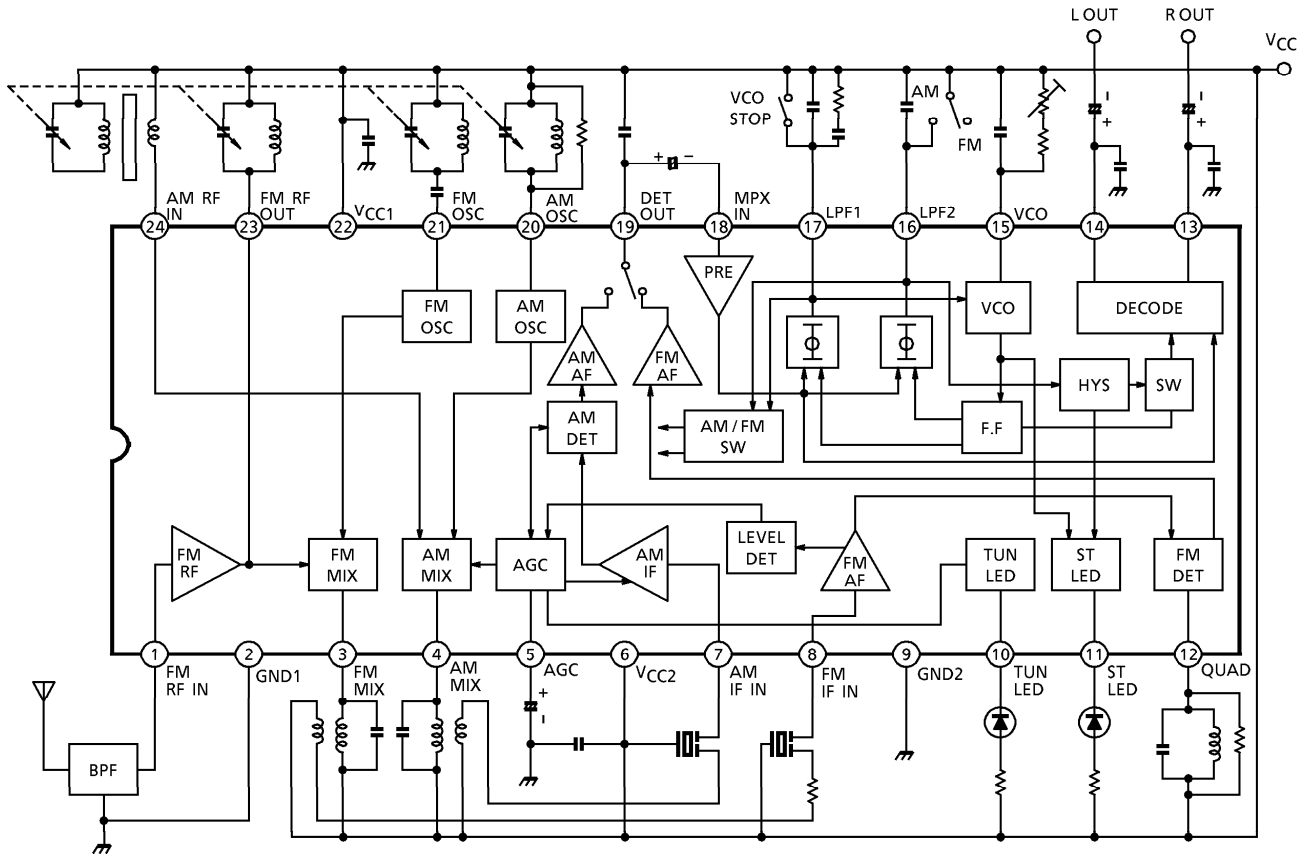 L OUT
R OUT
VCC
VCO
STOP
AM
FM
AM RF
IN
FM RF
OUT
VCC1
FM
OSC
AM
OSC
DET
OUT
MPX
IN
LPF1
LPF2
VCO
24
23
22
21
20
19
18
17
16
15
14
13
PRE
FM
OSC
AM
OSC
VCO
DECODE
AM
AF
FM
AF
HYS
SW
AM
DET
AM / FM
SW
F.F
FM
RF
FM
MIX
AM
MIX
AGC
AM
IF
LEVEL
DET
FM
AF
TUN
LED
ST
LED
FM
DET
1
2
3
4
5
6
7
8
9
10
11
12
FM
RF IN
GND1
FM
MIX
AM
MIX
AGC
VCC2
AM
IF IN
FM
IF IN
GND2
TUN
LED
ST
LED
QUAD
BPF